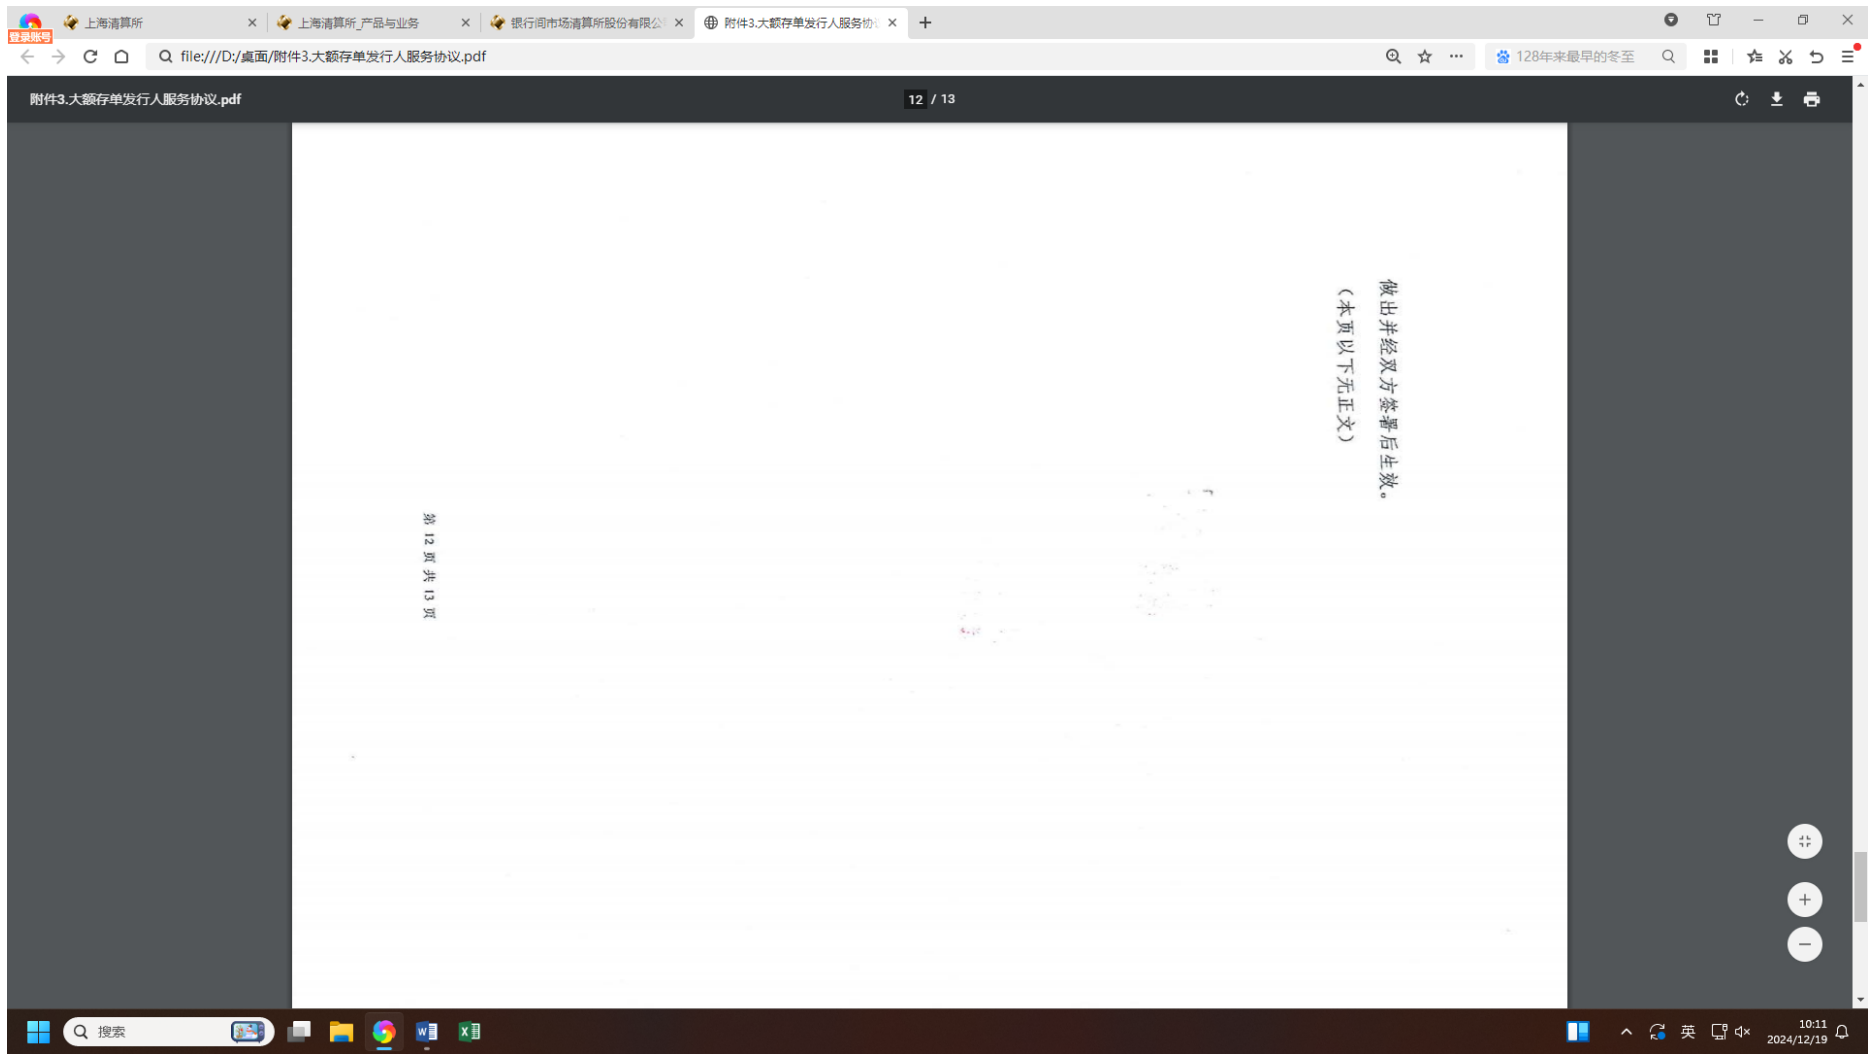 上海清算所
上海清算所_产品与业务
银行间市场清算所股份有限公
附件3.大额存单发行人服务协
登录账号
file:///D:/桌面/附件3.大额存单发行人服务协议.pdf
128年来最早的冬至
附件3.大额存单发行人服务协议.pdf
12 / 13
做出并经双方签署后生效。
（本页以下无正文）
第 12 页 共 13 页
搜索
英
10:11
2024/12/19